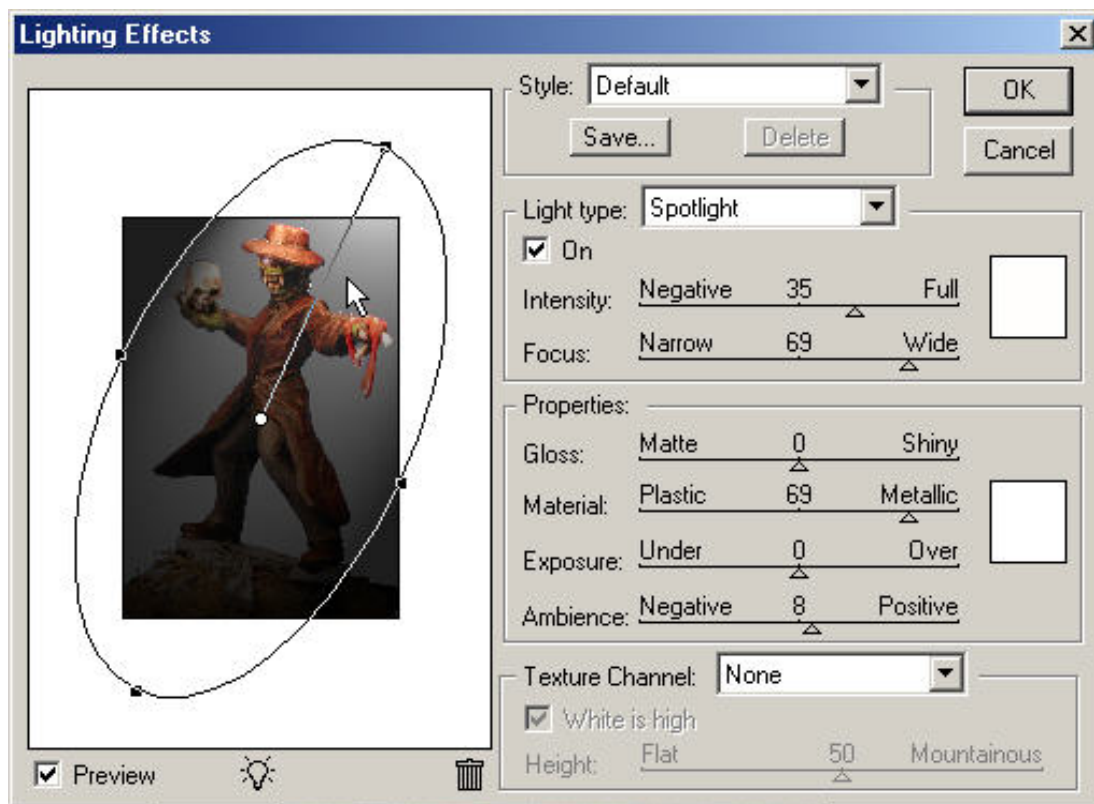 Lighting Effects
Style: Default
OK
Save... Delete
Cancel
Light type: Spotlight
On
Intensity: Negative 35 Full
Focus: Narrow 69 Wide
Properties:
Gloss: Matte 0 Shiny
Material: Plastic 69 Metallic
Exposure: Under 0 Over
Ambience: Negative 8 Positive
Texture Channel: None
White is high
Height: Flat 50 Mountainous
Preview